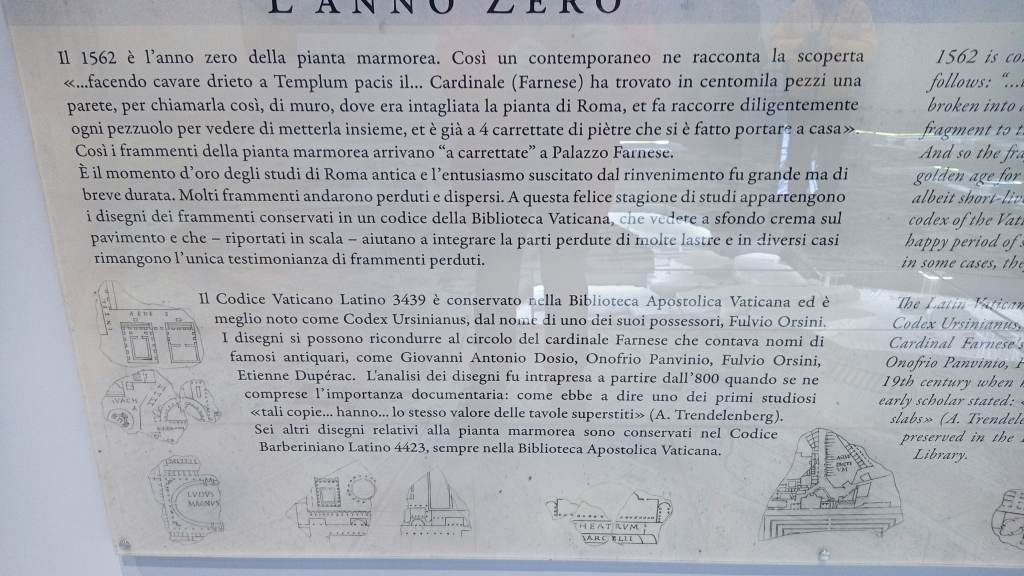 L'ANNO ZERO
Il 1562 è l'anno zero della pianta marmorea. Così un contemporaneo ne racconta la scoperta
«...facendo cavare drieto a Templum pacis il... Cardinale (Farnese) ha trovato in centomila pezzi una
parete, per chiamarla così, di muro, dove era intagliata la pianta di Roma, et fa raccorre diligentemente
ogni pezzuolo per vedere di metterla insieme, et è già a 4 carrettate di piètre che si è fatto portare a casa».
Così i frammenti della pianta marmorea arrivano “a carrettate” a Palazzo Farnese.
È il momento d'oro degli studi di Roma antica e l'entusiasmo suscitato dal rinvenimento fu grande ma di
breve durata. Molti frammenti andarono perduti e dispersi. A questa felice stagione di studi appartengono
i disegni dei frammenti conservati in un codice della Biblioteca Vaticana, che vedete a sfondo crema sul
pavimento e che – riportati in scala – aiutano a integrare la parti perdute di molte lastre e in diversi casi
rimangono l'unica testimonianza di frammenti perduti.
Il Codice Vaticano Latino 3439 è conservato nella Biblioteca Apostolica Vaticana ed è
meglio noto come Codex Ursinianus, dal nome di uno dei suoi possessori, Fulvio Orsini.
I disegni si possono ricondurre al circolo del cardinale Farnese che contava nomi di
famosi antiquari, come Giovanni Antonio Dosio, Onofrio Panvinio, Fulvio Orsini,
Etienne Dupérac. L'analisi dei disegni fu intrapresa a partire dall'800 quando se ne
comprese l'importanza documentaria: come ebbe a dire uno dei primi studiosi
«tali copie... hanno... lo stesso valore delle tavole superstiti» (A. Trendelenberg).
Sei altri disegni relativi alla pianta marmorea sono conservati nel Codice
Barberiniano Latino 4423, sempre nella Biblioteca Apostolica Vaticana.
1562 is
follows: “...
broken into
fragment to
And so the
golden age for
albeit
codex of the
happy period of
in some cases, the
The Latin Vatican
Codex Ursinianus,
Cardinal Farnese's
Onofrio Panvinio,
19th century when
early scholar stated:
slabs» (A.
preserved in the
Library.
AEDE S
LVDVS
MAGNVS
THEATRVM
ARCELLI